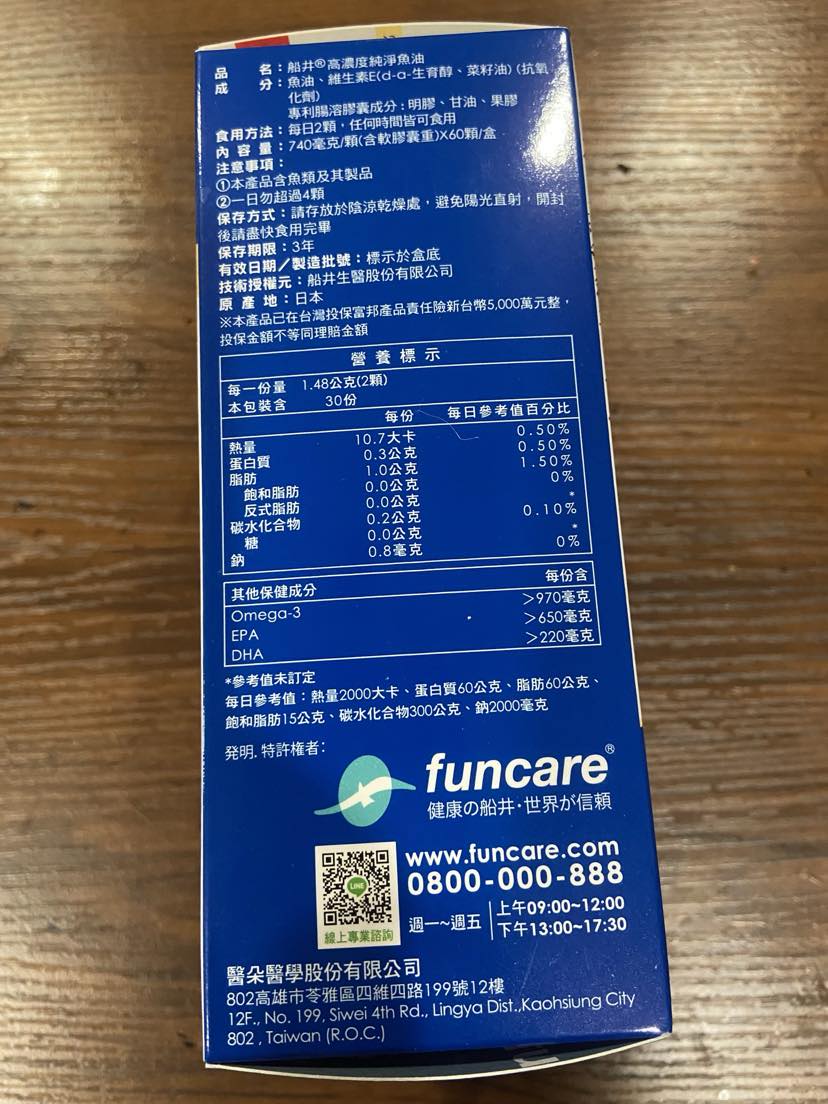 品名：船井®高濃度純淨魚油
成分：魚油、維生素E(d-a-生育醇、菜籽油) (抗氧
化劑)
專利腸溶膠囊成分：明膠、甘油、果膠
食用方法：每日2顆，任何時間皆可食用
內容量：740毫克/顆(含軟膠囊重)X60顆/盒
注意事項：
①本產品含魚類及其製品
②一日勿超過4顆
保存方式：請存放於陰涼乾燥處，避免陽光直射，開封
後請盡快食用完畢
保存期限：3年
有效日期／製造批號：標示於盒底
技術授權元：船井生醫股份有限公司
原產地：日本
※本產品已在台灣投保富邦產品責任險新台幣5,000萬元整，
投保金額不等同理賠金額
營養標示
每一份量 1.48公克(2顆)
本包裝含 30份
每份 每日參考值百分比
熱量 10.7大卡 0.50%
蛋白質 0.3公克 0.50%
脂肪 1.0公克 1.50%
飽和脂肪 0.0公克 0%
反式脂肪 0.0公克 *
碳水化合物 0.2公克 0.10%
糖 0.0公克 *
鈉 0.8毫克 0%
其他保健成分 每份含
Omega-3 >970毫克
EPA >650毫克
DHA >220毫克
*參考值未訂定
每日參考值：熱量2000大卡、蛋白質60公克、脂肪60公克、
飽和脂肪15公克、碳水化合物300公克、鈉2000毫克
発明. 特許権者:
funcare®
健康の船井・世界が信頼
www.funcare.com
0800-000-888
週一~週五 上午09:00~12:00
下午13:00~17:30
LINE
線上專業諮詢
醫朵醫學股份有限公司
802高雄市苓雅區四維四路199號12樓
12F., No. 199, Siwei 4th Rd., Lingya Dist.,Kaohsiung City
802 , Taiwan (R.O.C.)